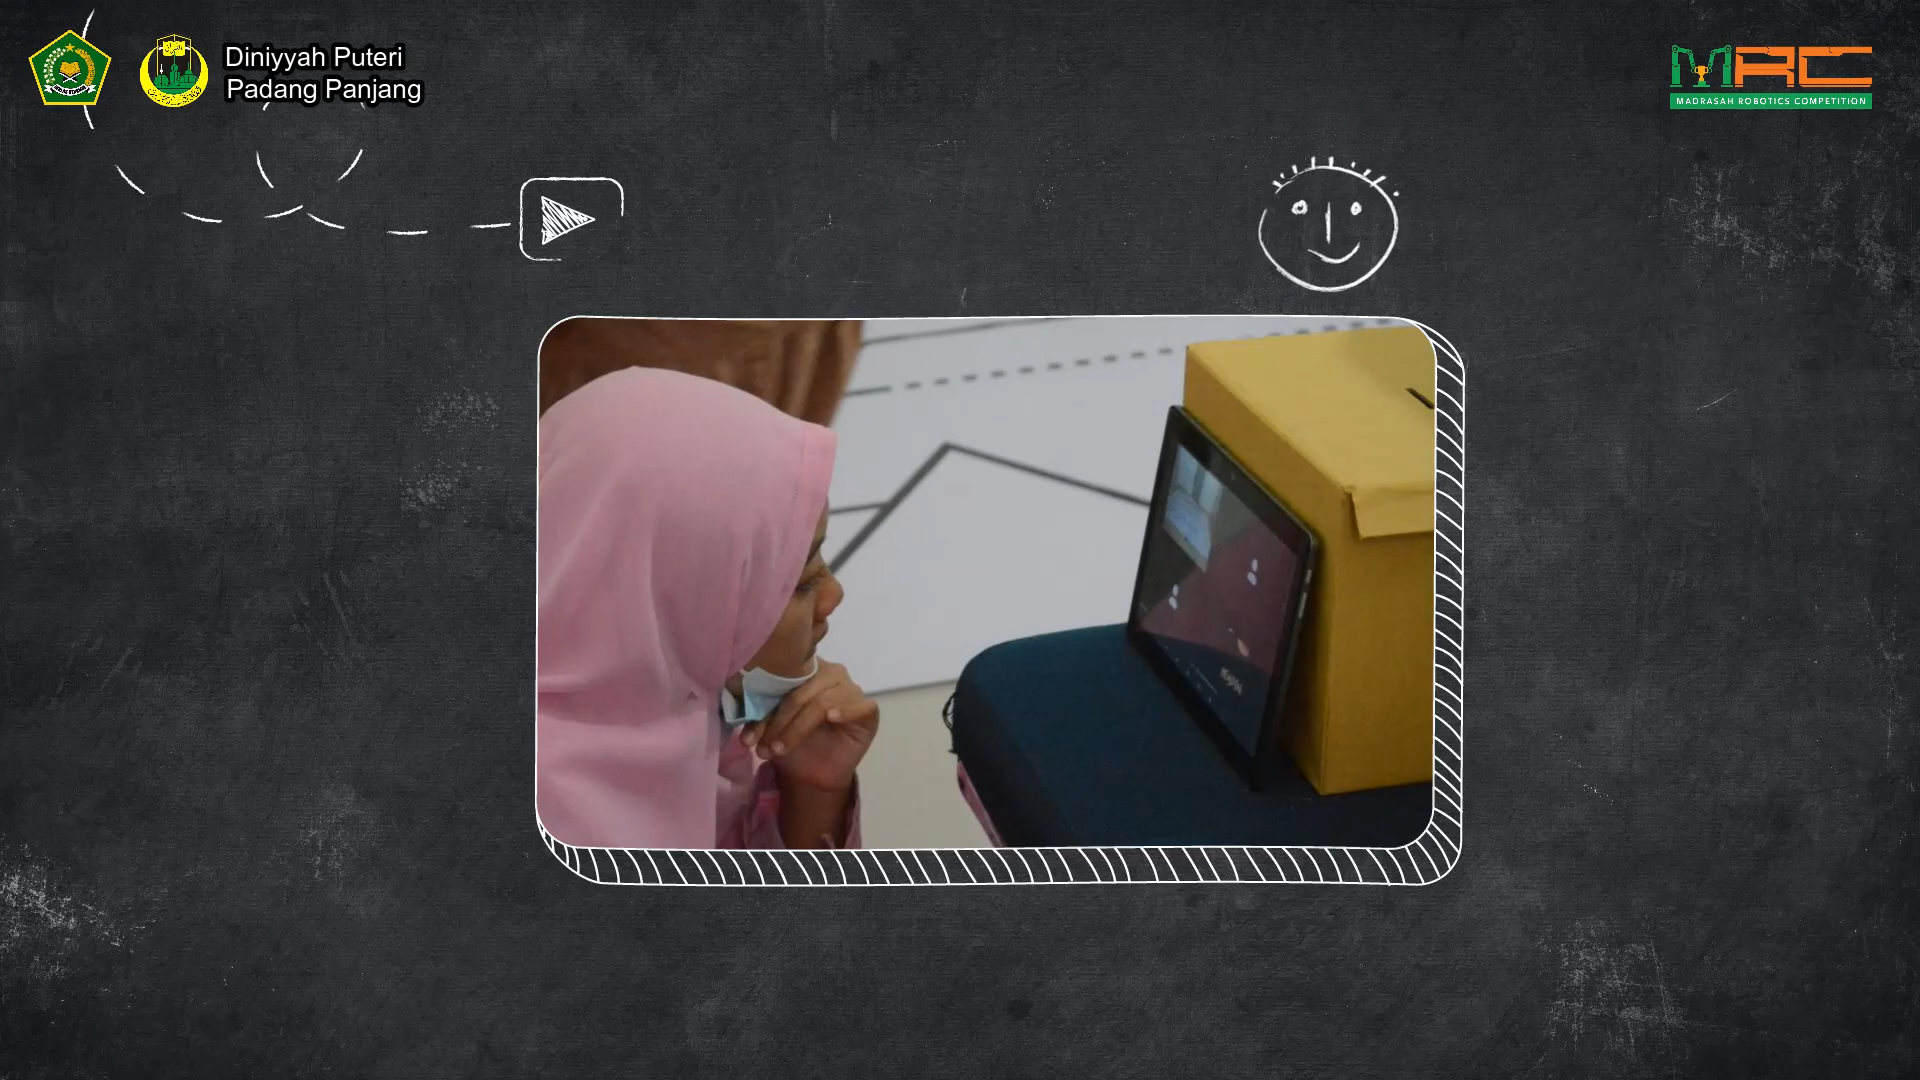 Diniyyah Puteri
Padang Panjang
MRC
MADRASAH ROBOTICS COMPETITION